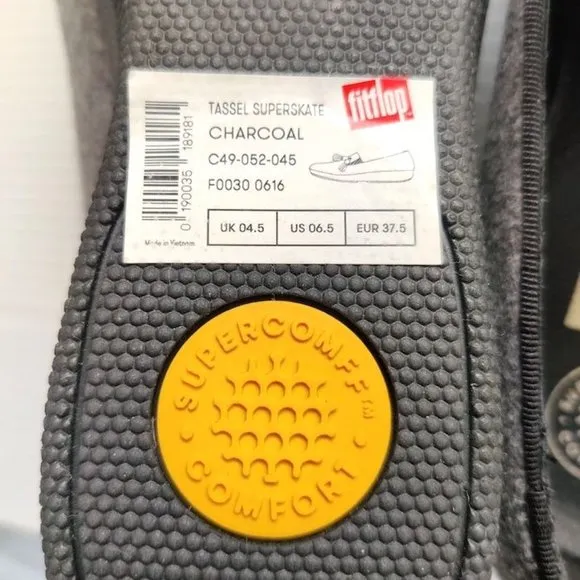 TASSEL SUPERSKATE
fitflop
CHARCOAL
C49-052-045
F0030 0616
0 190035 189181
UK 04.5 US 06.5 EUR 37.5
Made in Vietnam
SUPERCOMFF™
COMFORT